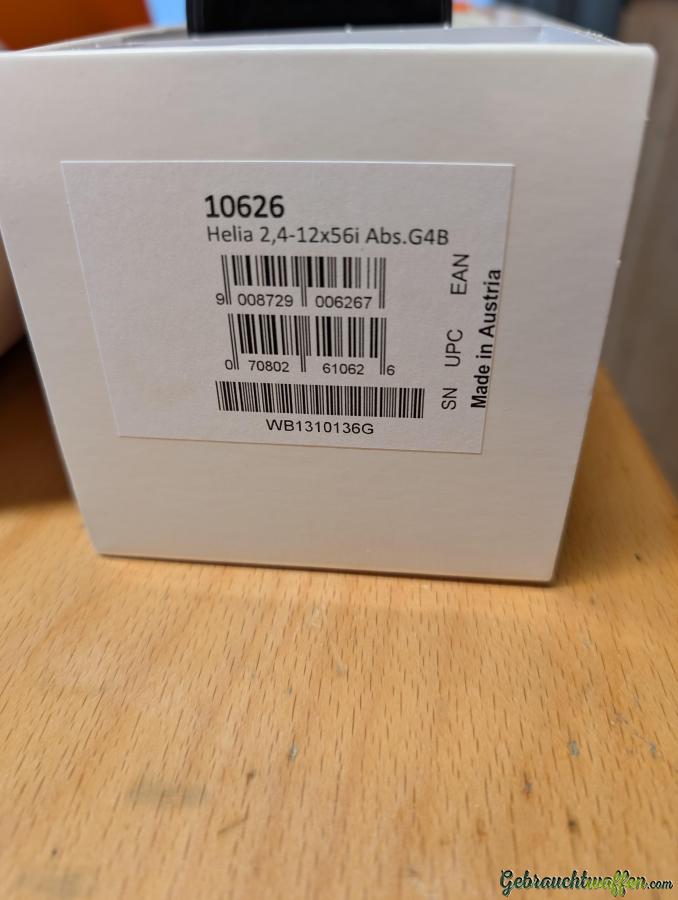 10626
Helia 2,4-12x56i Abs.G4B
9 008729 006267
EAN
0 70802 61062 6
UPC
WB1310136G
SN
Made in Austria
Gebrauchtwaffen.com